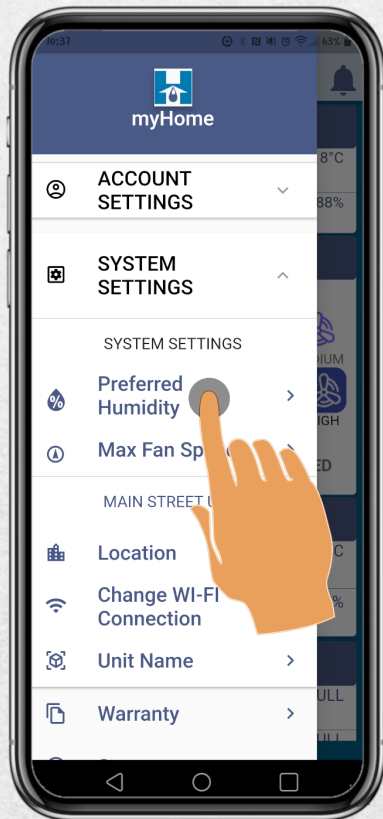 10:37
63%
myHome
8°C
ACCOUNT
SETTINGS
88%
SYSTEM
SETTINGS
SYSTEM SETTINGS
DIUM
Preferred
Humidity
%
IGH
Max Fan Sp
ED
MAIN STREET U
Location
C
Change WI-FI
Connection
%
Unit Name
ULL
Warranty
ULL